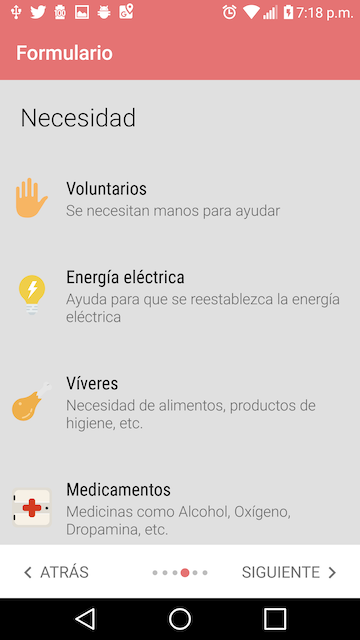 7:18 p.m.
Formulario
Necesidad
Voluntarios
Se necesitan manos para ayudar
Energía eléctrica
Ayuda para que se reestablezca la energía
eléctrica
Víveres
Necesidad de alimentos, productos de
higiene, etc.
Medicamentos
Medicinas como Alcohol, Oxígeno,
Dropamina, etc.
ATRÁS SIGUIENTE